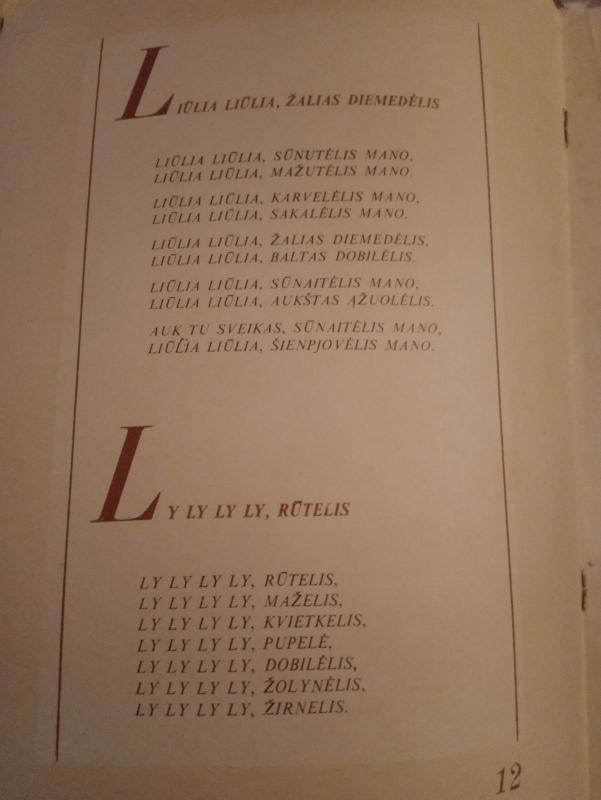 LIŪLIA LIŪLIA, ŽALIAS DIEMEDĖLIS
LIŪLIA LIŪLIA, SŪNUTĖLIS MANO,
LIŪLIA LIŪLIA, MAŽUTĖLIS MANO.
LIŪLIA LIŪLIA, KARVELĖLIS MANO,
LIŪLIA LIŪLIA, SAKALĖLIS MANO.
LIŪLIA LIŪLIA, ŽALIAS DIEMEDĖLIS,
LIŪLIA LIŪLIA, BALTAS DOBILĖLIS.
LIŪLIA LIŪLIA, SŪNAITĖLIS MANO,
LIŪLIA LIŪLIA, AUKŠTAS ĄŽUOLĖLIS.
AUK TU SVEIKAS, SŪNAITĖLIS MANO,
LIŪLIA LIŪLIA, ŠIENPJOVĖLIS MANO.
LY LY LY LY, RŪTELIS
LY LY LY LY, RŪTELIS,
LY LY LY LY, MAŽELIS,
LY LY LY LY, KVIETKELIS,
LY LY LY LY, PUPELĖ,
LY LY LY LY, DOBILĖLIS,
LY LY LY LY, ŽOLYNĖLIS,
LY LY LY LY, ŽIRNELIS.
12